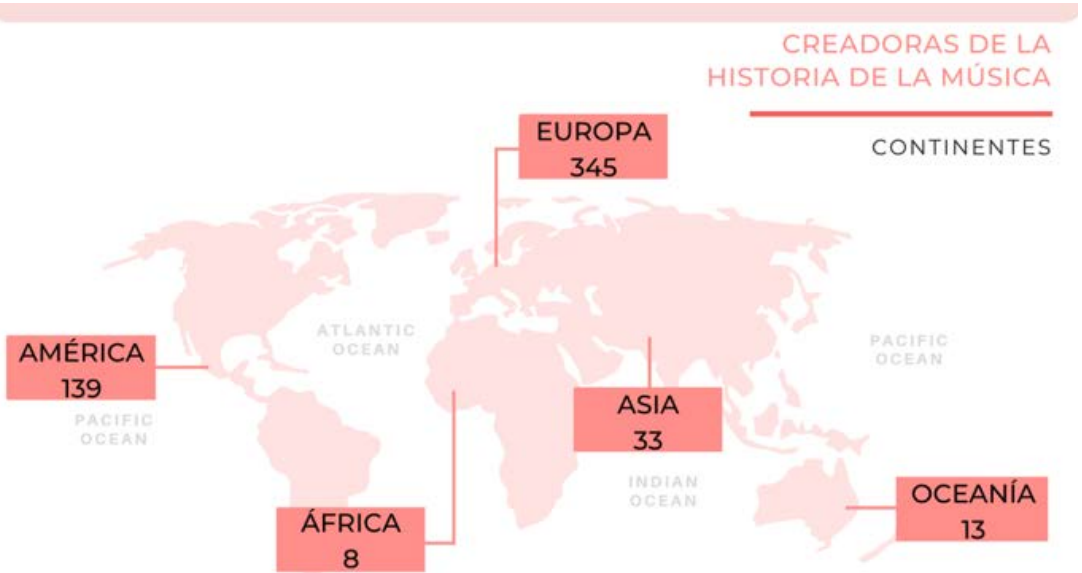 CREADORAS DE LA
HISTORIA DE LA MÚSICA
CONTINENTES
EUROPA
345
ATLANTIC
OCEAN
PACIFIC
OCEAN
AMÉRICA
139
PACIFIC
OCEAN
ASIA
33
INDIAN
OCEAN
OCEANÍA
13
ÁFRICA
8